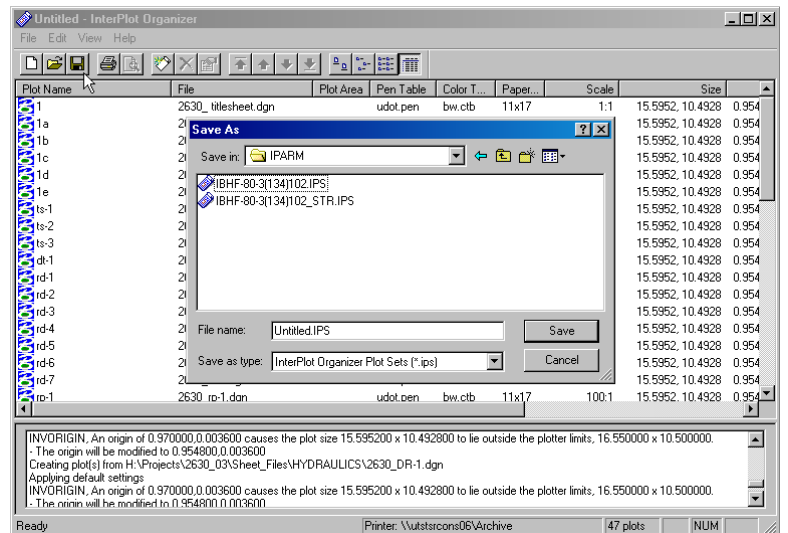 Untitled - InterPlot Organizer
File Edit View Help
Plot Name File Plot Area Pen Table Color T... Paper... Scale Size
1 2630_ titlesheet.dgn udot.pen bw.ctb 11x17 1:1 15.5952, 10.4928 0.954
1a 15.5952, 10.4928 0.954
1b 15.5952, 10.4928 0.954
1c 15.5952, 10.4928 0.954
1d 15.5952, 10.4928 0.954
1e 15.5952, 10.4928 0.954
ts-1 15.5952, 10.4928 0.954
ts-2 15.5952, 10.4928 0.954
ts-3 15.5952, 10.4928 0.954
dt-1 15.5952, 10.4928 0.954
rd-1 15.5952, 10.4928 0.954
rd-2 15.5952, 10.4928 0.954
rd-3 15.5952, 10.4928 0.954
rd-4 15.5952, 10.4928 0.954
rd-5 15.5952, 10.4928 0.954
rd-6 15.5952, 10.4928 0.954
rd-7 15.5952, 10.4928 0.954
rp-1 2630_rp-1.dgn udot.pen bw.ctb 11x17 100:1 15.5952, 10.4928 0.954
Save As
Save in: IPARM
IBHF-80-3(134)102.IPS
IBHF-80-3(134)102_STR.IPS
File name: Untitled.IPS Save
Save as type: InterPlot Organizer Plot Sets (*.ips) Cancel
INVORIGIN, An origin of 0.970000,0.003600 causes the plot size 15.595200 x 10.492800 to lie outside the plotter limits, 16.550000 x 10.500000.
- The origin will be modified to 0.954800,0.003600
Creating plot(s) from H:\Projects\2630_03\Sheet_Files\HYDRAULICS\2630_DR-1.dgn
Applying default settings
INVORIGIN, An origin of 0.970000,0.003600 causes the plot size 15.595200 x 10.492800 to lie outside the plotter limits, 16.550000 x 10.500000.
- The origin will be modified to 0.954800,0.003600
Ready Printer: \\utstsrcons06\Archive 47 plots NUM